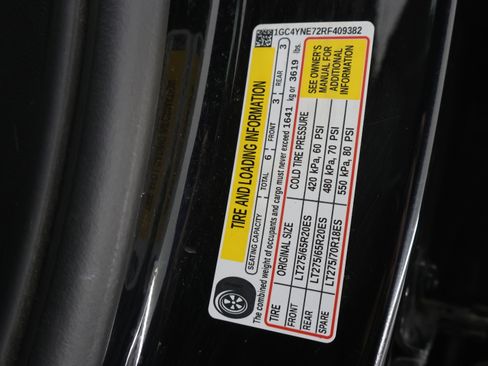 1GC4YNE72RF409382
TIRE AND LOADING INFORMATION
SEATING CAPACITY TOTAL 6 FRONT 3 REAR 3
The combined weight of occupants and cargo must never exceed 1641 kg or 3619 lbs.
TIRE ORIGINAL SIZE COLD TIRE PRESSURE
FRONT LT275/65R20ES 420 kPa, 60 PSI
REAR LT275/65R20ES 480 kPa, 70 PSI
SPARE LT275/70R18ES 550 kPa, 80 PSI
SEE OWNER'S
MANUAL FOR
ADDITIONAL
INFORMATION